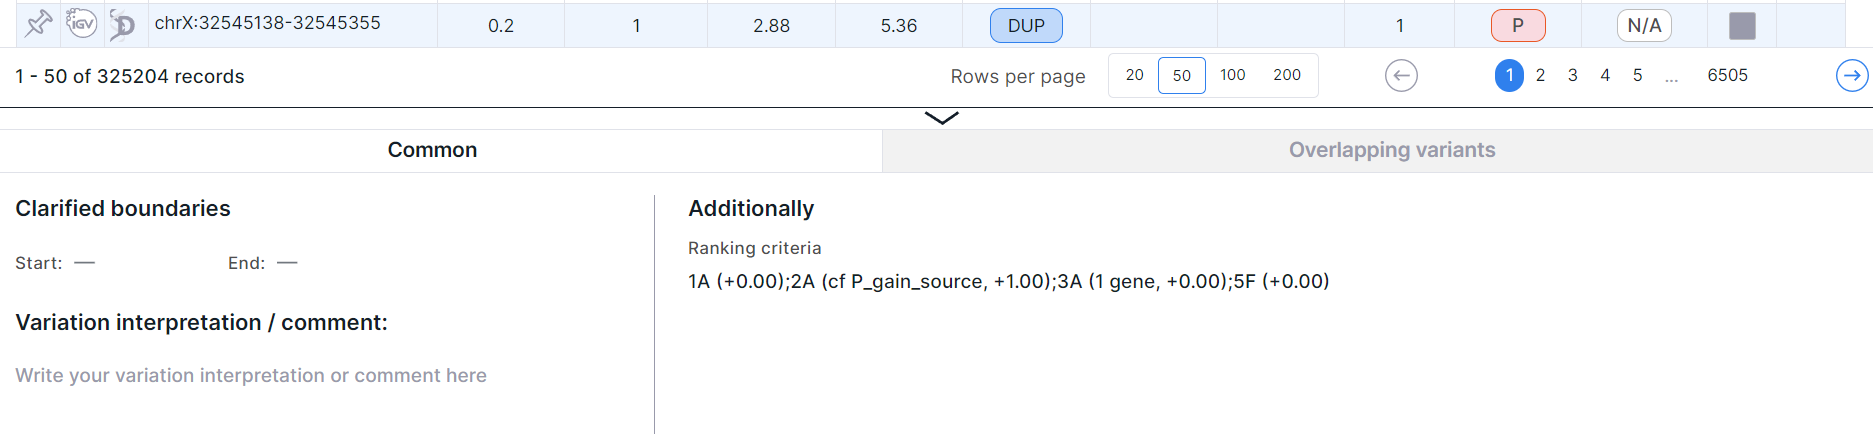 IGV D chrX:32545138-32545355 0.2 1 2.88 5.36 DUP 1 P N/A
1 - 50 of 325204 records Rows per page 20 50 100 200 1 2 3 4 5 ... 6505
Common Overlapping variants
Clarified boundaries Additionally
Ranking criteria
Start: — End: —
1A (+0.00);2A (cf P_gain_source, +1.00);3A (1 gene, +0.00);5F (+0.00)
Variation interpretation / comment:
Write your variation interpretation or comment here